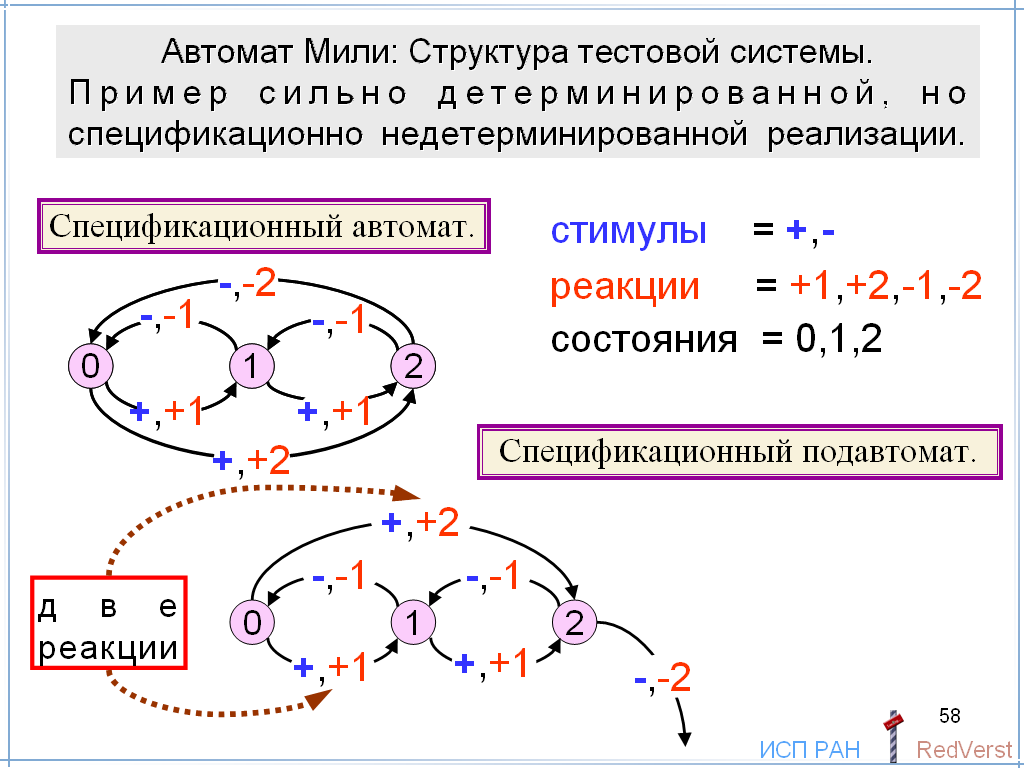 Автомат Мили: Структура тестовой системы.
Пример сильно детерминированной, но
спецификационно недетерминированной реализации.
Спецификационный автомат.
стимулы = +,-
реакции = +1,+2,-1,-2
состояния = 0,1,2
-,-2
-,-1
-,-1
0
1
2
+,+1
+,+1
+,+2
Спецификационный подавтомат.
+,+2
-,-1
-,-1
две
реакции
0
1
2
+,+1
+,+1
-,-2
58
ИСП РАН
RedVerst